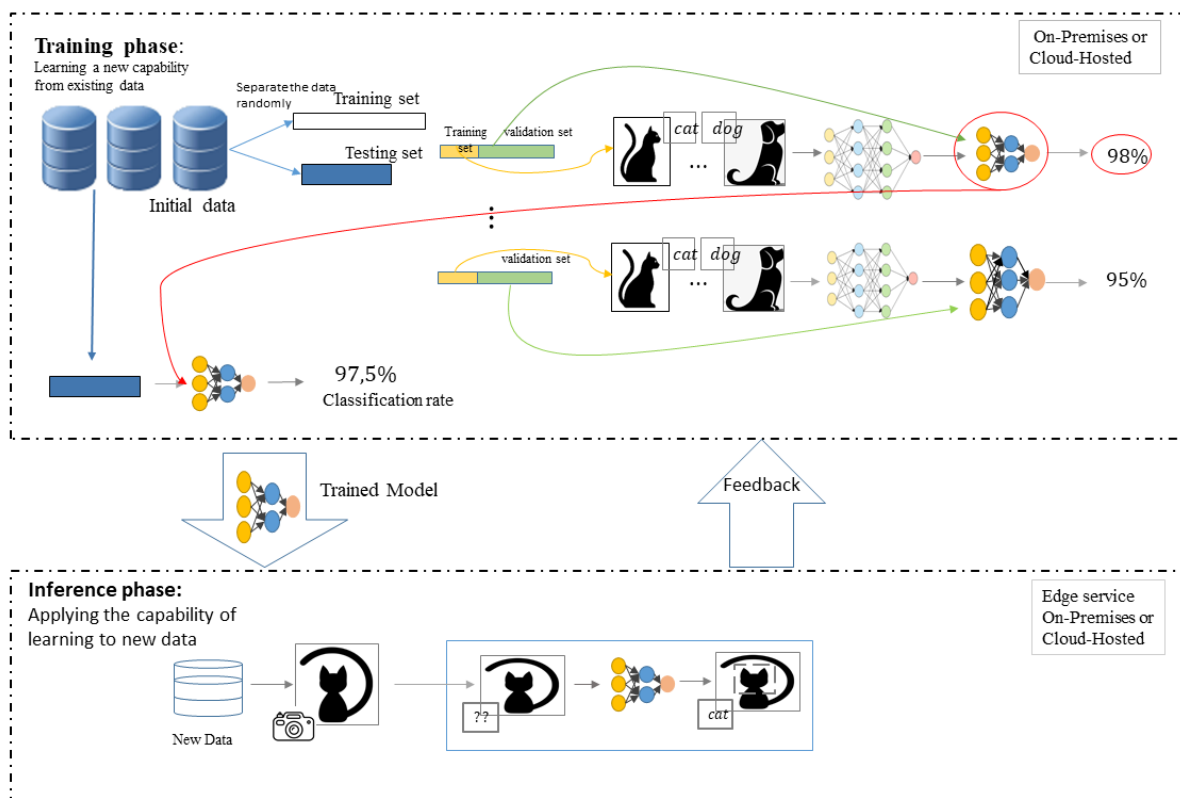 Training phase:
Learning a new capability
from existing data
On-Premises or
Cloud-Hosted
Separate the data
randomly
Training set
Testing set
Initial data
Training
set
validation set
cat
dog
...
98%
validation set
cat
dog
...
95%
97,5%
Classification rate
Trained Model
Feedback
Inference phase:
Applying the capability of
learning to new data
Edge service
On-Premises or
Cloud-Hosted
New Data
??
cat